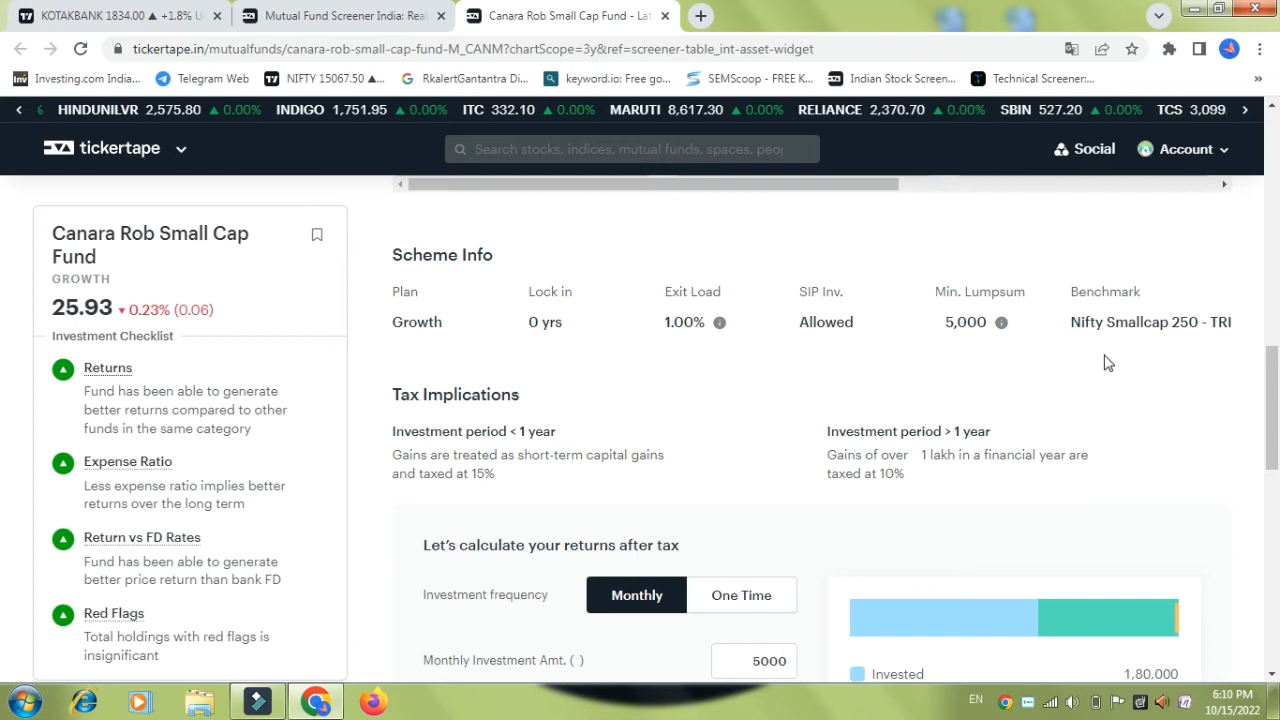 KOTAKBANK 1834.00 ▲ +1.8% U
Mutual Fund Screener India: Real
Canara Rob Small Cap Fund - Lat
tickertape.in/mutualfunds/canara-rob-small-cap-fund-M_CANM?chartScope=3y&ref=screener-table_int-asset-widget
Investing.com India... Telegram Web NIFTY 15067.50 ▲... RkalertGantantra Di... keyword.io: Free go... SEMScoop - FREE K... Indian Stock Screen... Technical Screener:... »
6 HINDUNILVR 2,575.80 ▲ 0.00% INDIGO 1,751.95 ▲ 0.00% ITC 332.10 ▲ 0.00% MARUTI 8,617.30 ▲ 0.00% RELIANCE 2,370.70 ▲ 0.00% SBIN 527.20 ▲ 0.00% TCS 3,099
tickertape
Search stocks, indices, mutual funds, spaces, peop
Social
Account
Canara Rob Small Cap
Fund
GROWTH
25.93 ▼ 0.23% (0.06)
Investment Checklist
Returns
Fund has been able to generate
better returns compared to other
funds in the same category
Expense Ratio
Less expense ratio implies better
returns over the long term
Return vs FD Rates
Fund has been able to generate
better price return than bank FD
Red Flags
Total holdings with red flags is
insignificant
Scheme Info
Plan Lock in Exit Load SIP Inv. Min. Lumpsum Benchmark
Growth 0 yrs 1.00% Allowed 5,000 Nifty Smallcap 250 - TRI
Tax Implications
Investment period < 1 year
Gains are treated as short-term capital gains
and taxed at 15%
Investment period > 1 year
Gains of over 1 lakh in a financial year are
taxed at 10%
Let's calculate your returns after tax
Investment frequency Monthly One Time
Monthly Investment Amt. ( ) 5000
Invested 1,80,000
EN
6:10 PM
10/15/2022